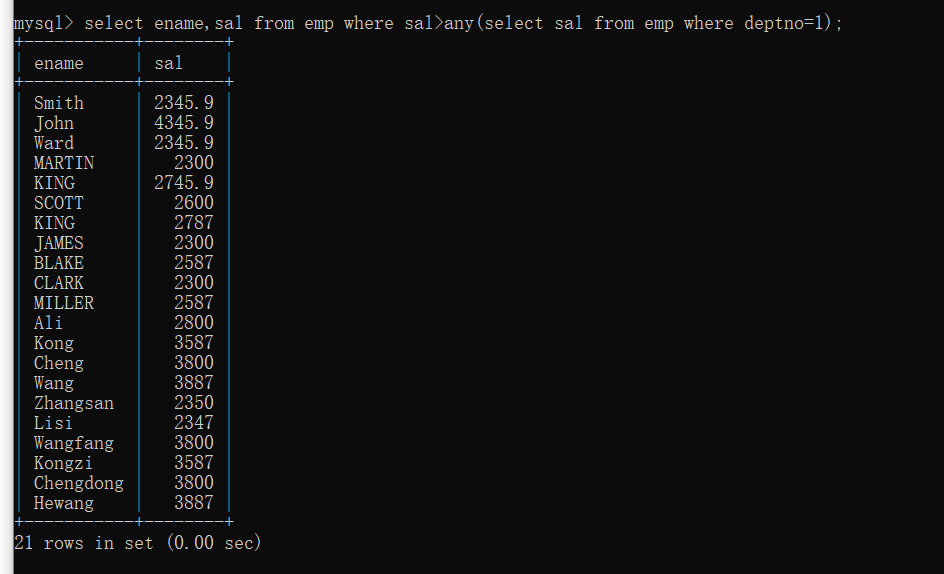 mysql> select ename,sal from emp where sal>any(select sal from emp where deptno=1);
+-----------+--------+
| ename     | sal    |
+-----------+--------+
| Smith     | 2345.9 |
| John      | 4345.9 |
| Ward      | 2345.9 |
| MARTIN    |   2300 |
| KING      | 2745.9 |
| SCOTT     |   2600 |
| KING      |   2787 |
| JAMES     |   2300 |
| BLAKE     |   2587 |
| CLARK     |   2300 |
| MILLER    |   2587 |
| Ali       |   2800 |
| Kong      |   3587 |
| Cheng     |   3800 |
| Wang      |   3887 |
| Zhangsan  |   2350 |
| Lisi      |   2347 |
| Wangfang  |   3800 |
| Kongzi    |   3587 |
| Chengdong |   3800 |
| Hewang    |   3887 |
+-----------+--------+
21 rows in set (0.00 sec)